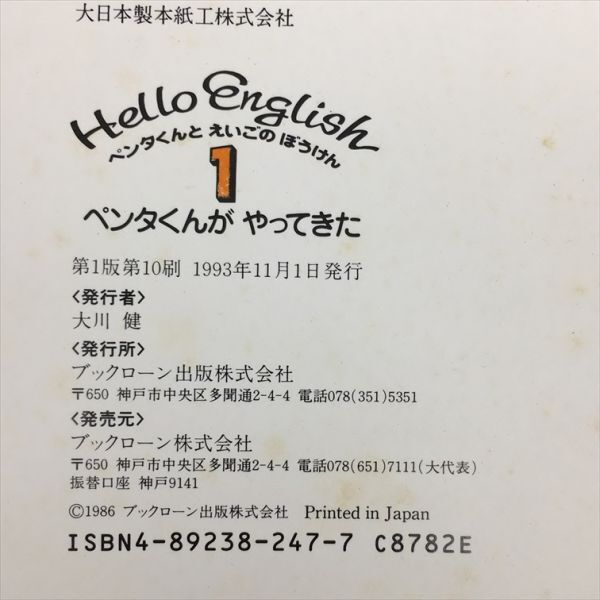 大日本製本紙工株式会社
Hello English
ペンタくんと えいごの ぼうけん
1
ペンタくんが やってきた
第1版第10刷 1993年11月1日発行
〈発行者〉
大川 健
〈発行所〉
ブックローン出版株式会社
〒650 神戸市中央区多聞通2-4-4 電話078(351)5351
〈発売元〉
ブックローン株式会社
〒650 神戸市中央区多聞通2-4-4 電話078(651)7111(大代表)
振替口座 神戸9141
©1986 ブックローン出版株式会社 Printed in Japan
ISBN4-89238-247-7 C8782E